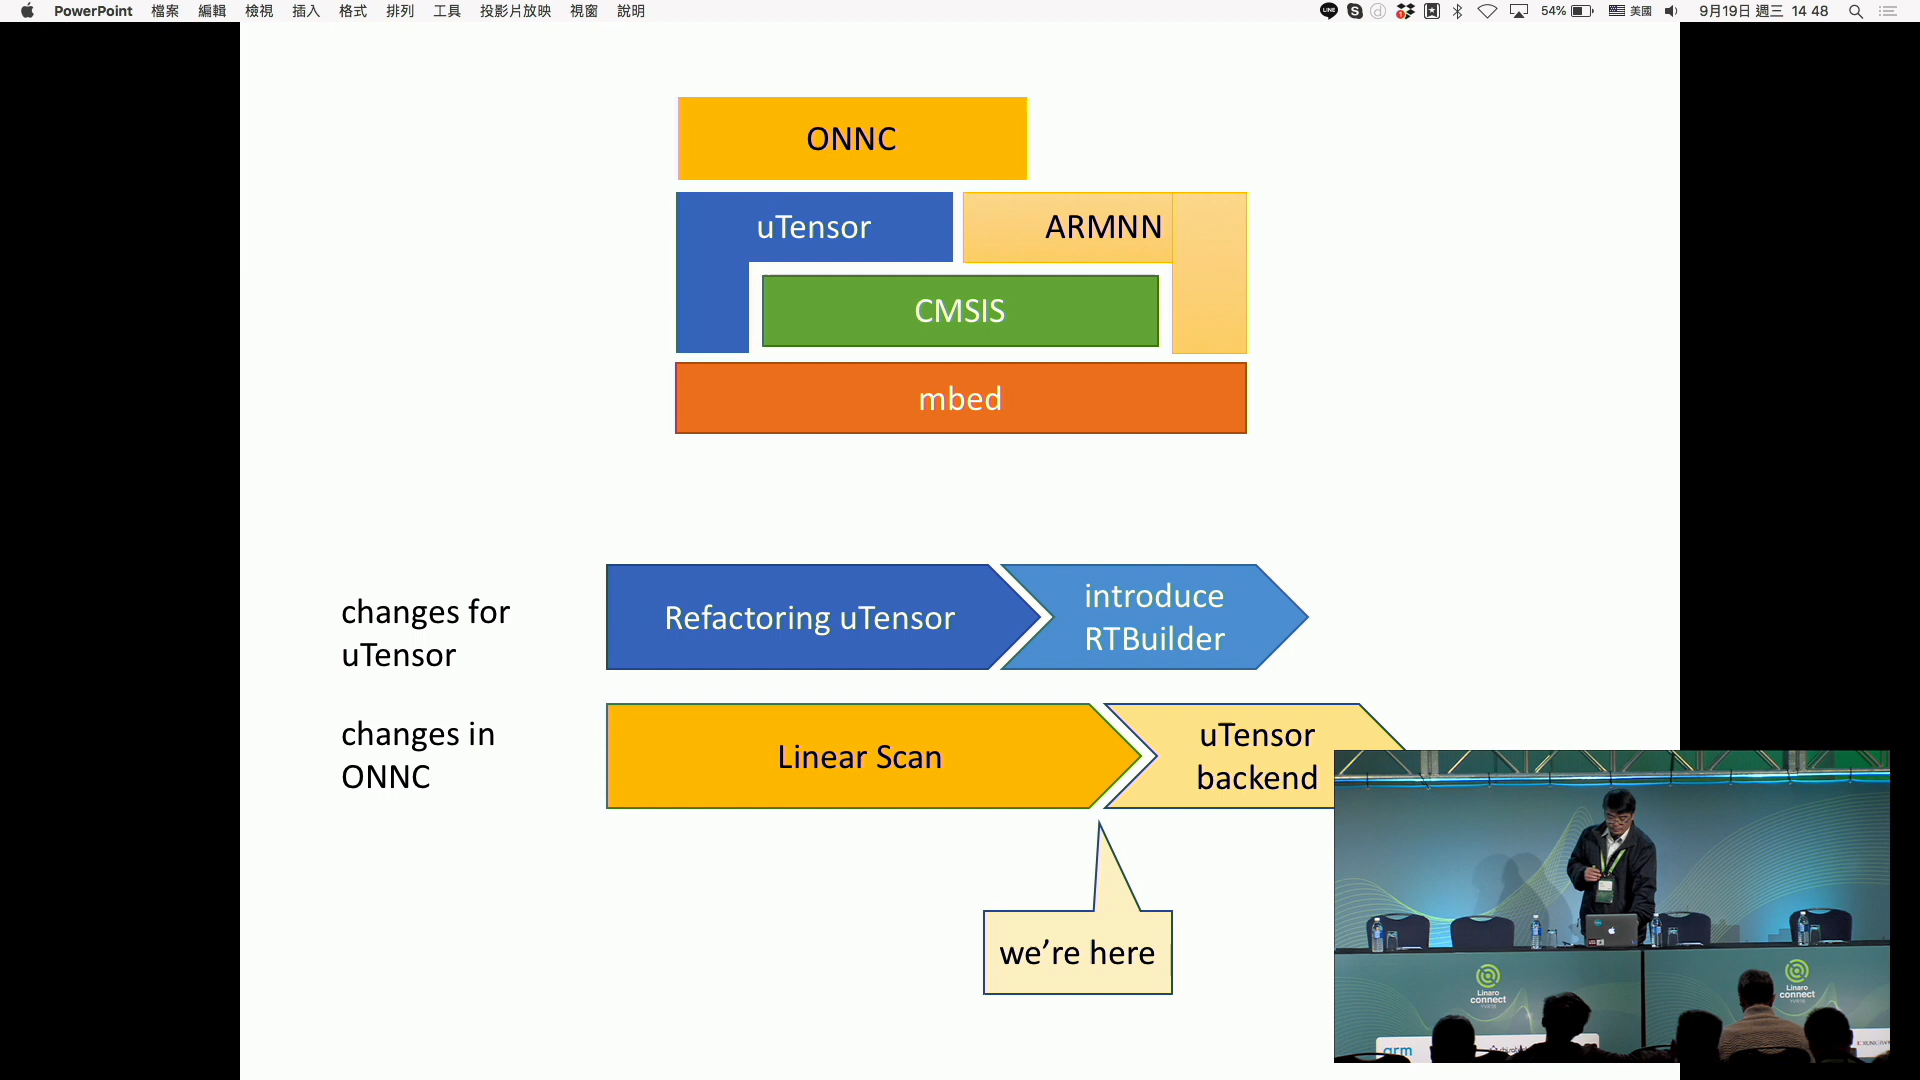 PowerPoint 檔案 編輯 檢視 插入 格式 排列 工具 投影片放映 視窗 說明
54% 美國 9月19日 週三 14 48
ONNC
uTensor
ARMNN
CMSIS
mbed
changes for
uTensor
Refactoring uTensor
introduce
RTBuilder
changes in
ONNC
Linear Scan
uTensor
backend
we're here
Linaro
connect
Linaro
connect
arm